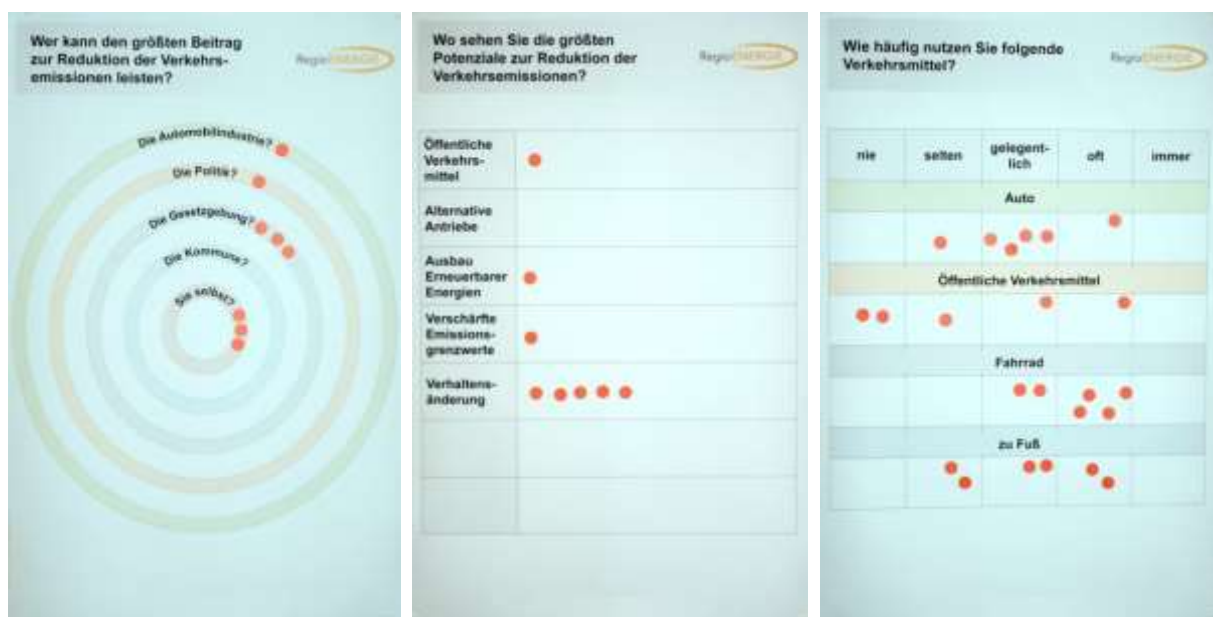 Wer kann den größten Beitrag
zur Reduktion der Verkehrs-
emissionen leisten?
RegioENERGIE
Die Automobilindustrie?
Die Politik?
Die Gesetzgebung?
Die Kommune?
Sie selbst?
Wo sehen Sie die größten
Potenziale zur Reduktion der
Verkehrsemissionen?
RegioENERGIE
Öffentliche
Verkehrs-
mittel
Alternative
Antriebe
Ausbau
Erneuerbarer
Energien
Verschärfte
Emissions-
grenzwerte
Verhaltens-
änderung
Wie häufig nutzen Sie folgende
Verkehrsmittel?
RegioENERGIE
nie selten gelegent-
lich oft immer
Auto
Öffentliche Verkehrsmittel
Fahrrad
zu Fuß